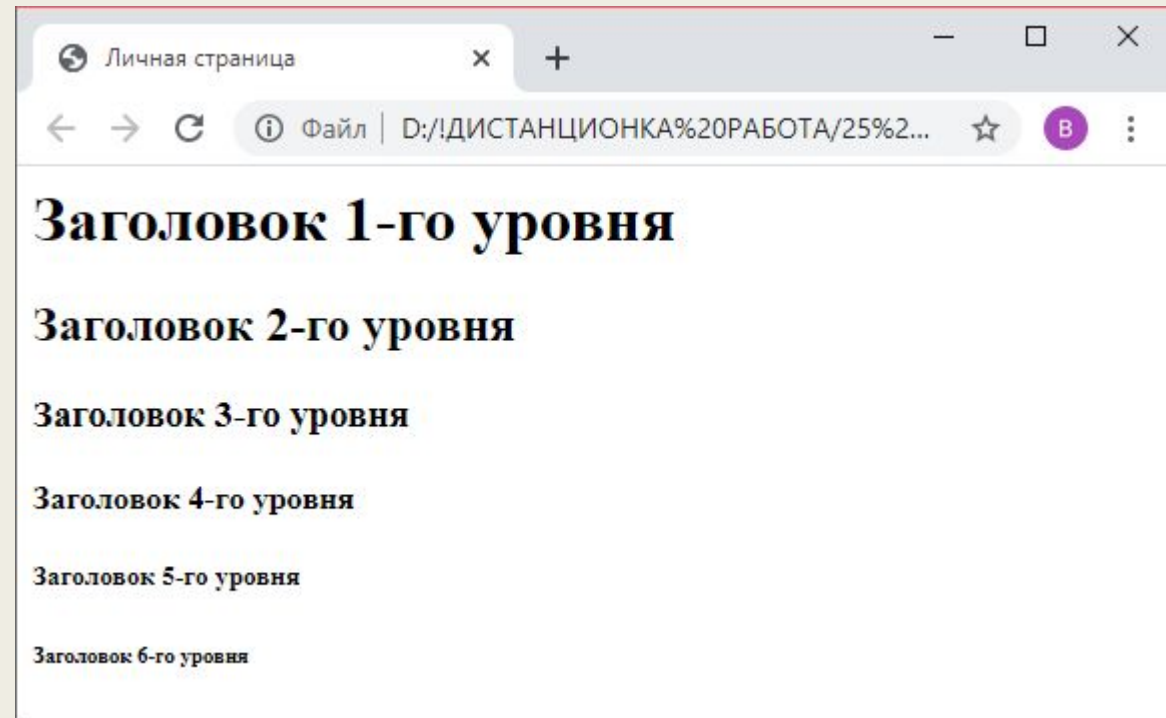 Личная страница
Файл | D:/!ДИСТАНЦИОНКА%20РАБОТА/25%2... В
Заголовок 1-го уровня
Заголовок 2-го уровня
Заголовок 3-го уровня
Заголовок 4-го уровня
Заголовок 5-го уровня
Заголовок 6-го уровня